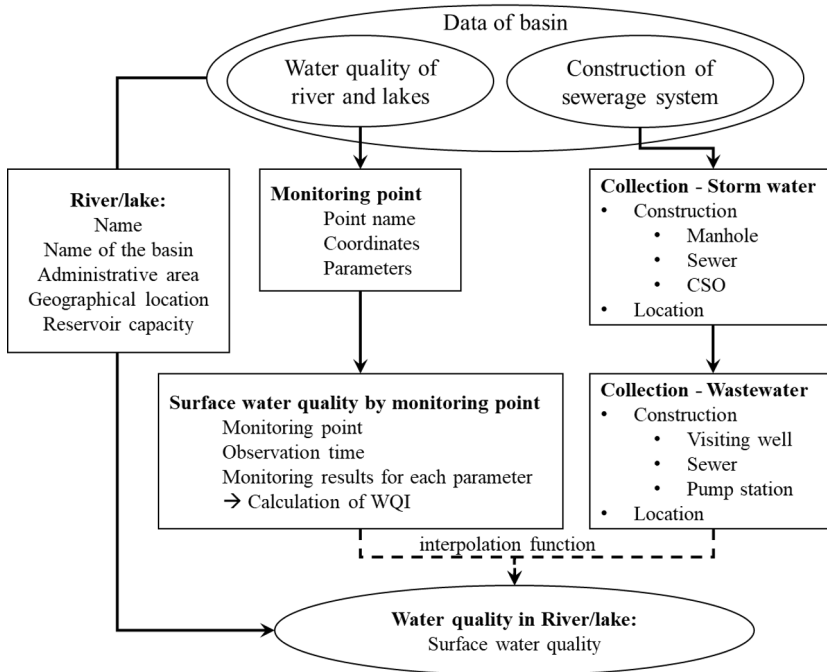 Data of basin
Water quality of
river and lakes
Construction of
sewerage system
River/lake:
Name
Name of the basin
Administrative area
Geographical location
Reservoir capacity
Monitoring point
Point name
Coordinates
Parameters
Collection - Storm water
• Construction
• Manhole
• Sewer
• CSO
• Location
Surface water quality by monitoring point
Monitoring point
Observation time
Monitoring results for each parameter
→ Calculation of WQI
Collection - Wastewater
• Construction
• Visiting well
• Sewer
• Pump station
• Location
interpolation function
Water quality in River/lake:
Surface water quality